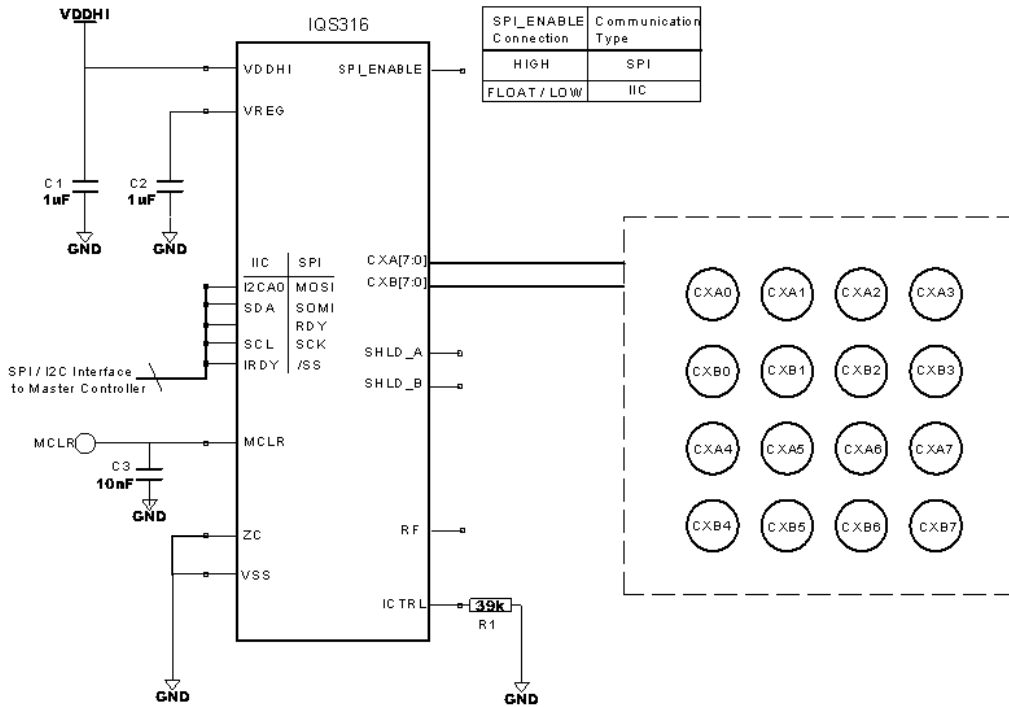 VDDHI
IQS316
SPI_ENABLE Connection
Communication Type
HIGH SPI
FLOAT / LOW IIC
VDDHI
SPI_ENABLE
VREG
C1
1uF
C2
1uF
GND
GND
IIC SPI
I2CA0 MOSI
SDA SOMI
RDY
SCL SCK
IRDY /SS
SPI / I2C Interface
to Master Controller
CXA[7:0]
CXB[7:0]
SHLD_A
SHLD_B
CXA0 CXA1 CXA2 CXA3
CXB0 CXB1 CXB2 CXB3
CXA4 CXA5 CXA6 CXA7
CXB4 CXB5 CXB6 CXB7
MCLR
MCLR
C3
10nF
GND
ZC
VSS
RF
ICTRL
39k
R1
GND
GND